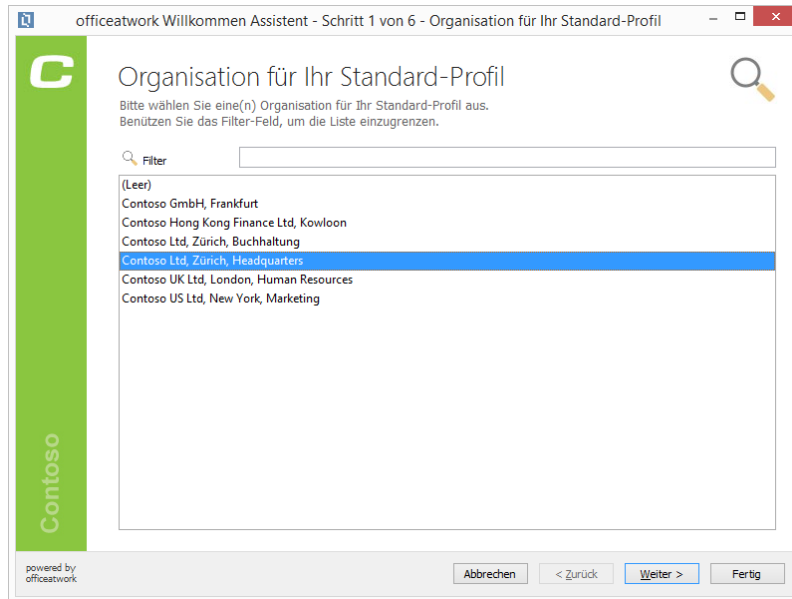 officeatwork Willkommen Assistent - Schritt 1 von 6 - Organisation für Ihr Standard-Profil
C
Organisation für Ihr Standard-Profil
Bitte wählen Sie eine(n) Organisation für Ihr Standard-Profil aus.
Benützen Sie das Filter-Feld, um die Liste einzugrenzen.
Filter
(Leer)
Contoso GmbH, Frankfurt
Contoso Hong Kong Finance Ltd, Kowloon
Contoso Ltd, Zürich, Buchhaltung
Contoso Ltd, Zürich, Headquarters
Contoso UK Ltd, London, Human Resources
Contoso US Ltd, New York, Marketing
Contoso
powered by
officeatwork
Abbrechen < Zurück Weiter > Fertig